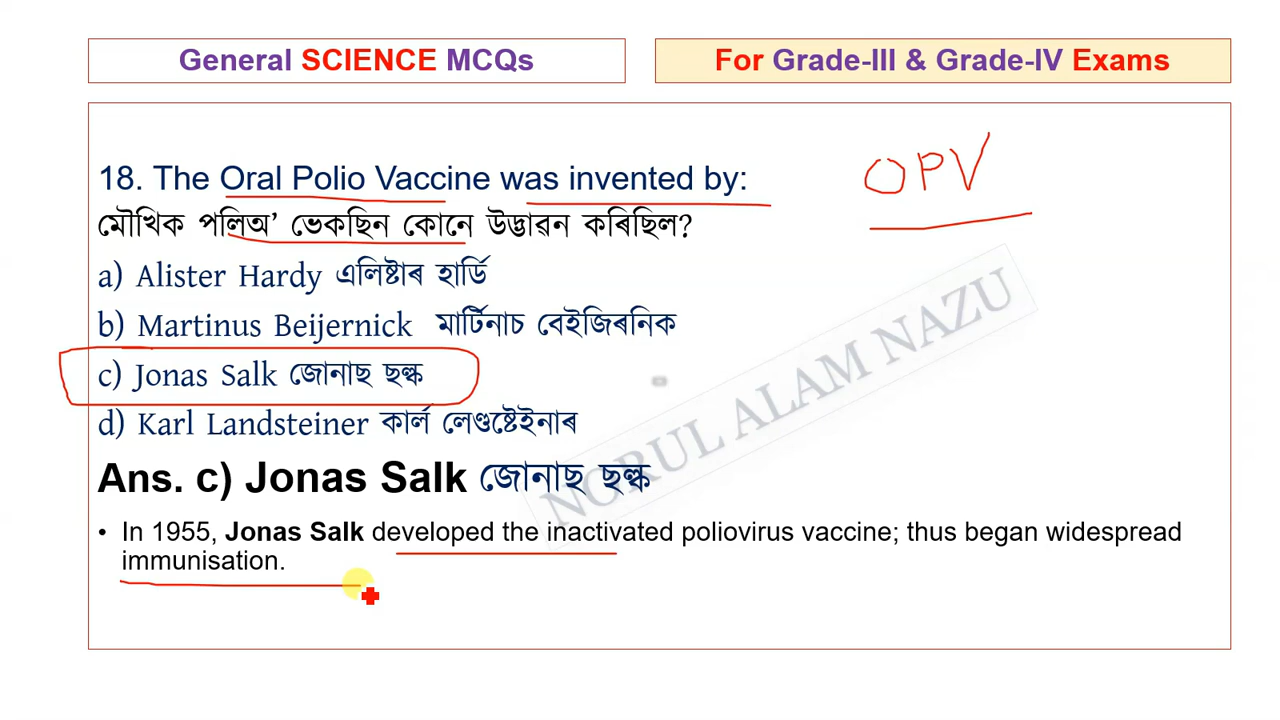 General SCIENCE MCQs
For Grade-III & Grade-IV Exams
18. The Oral Polio Vaccine was invented by:
OPV
মৌখিক পলিঅ’ ভেকছিন কোনে উদ্ভাৱন কৰিছিল?
a) Alister Hardy এলিষ্টাৰ হাৰ্ডি
b) Martinus Beijernick মাৰ্টিনাচ বেইজিৰনিক
c) Jonas Salk জোনাছ ছল্ক
d) Karl Landsteiner কাৰ্ল লেণ্ডষ্টেইনাৰ
Ans. c) Jonas Salk জোনাছ ছল্ক
• In 1955, Jonas Salk developed the inactivated poliovirus vaccine; thus began widespread
immunisation.
NORUL ALAM NAZU